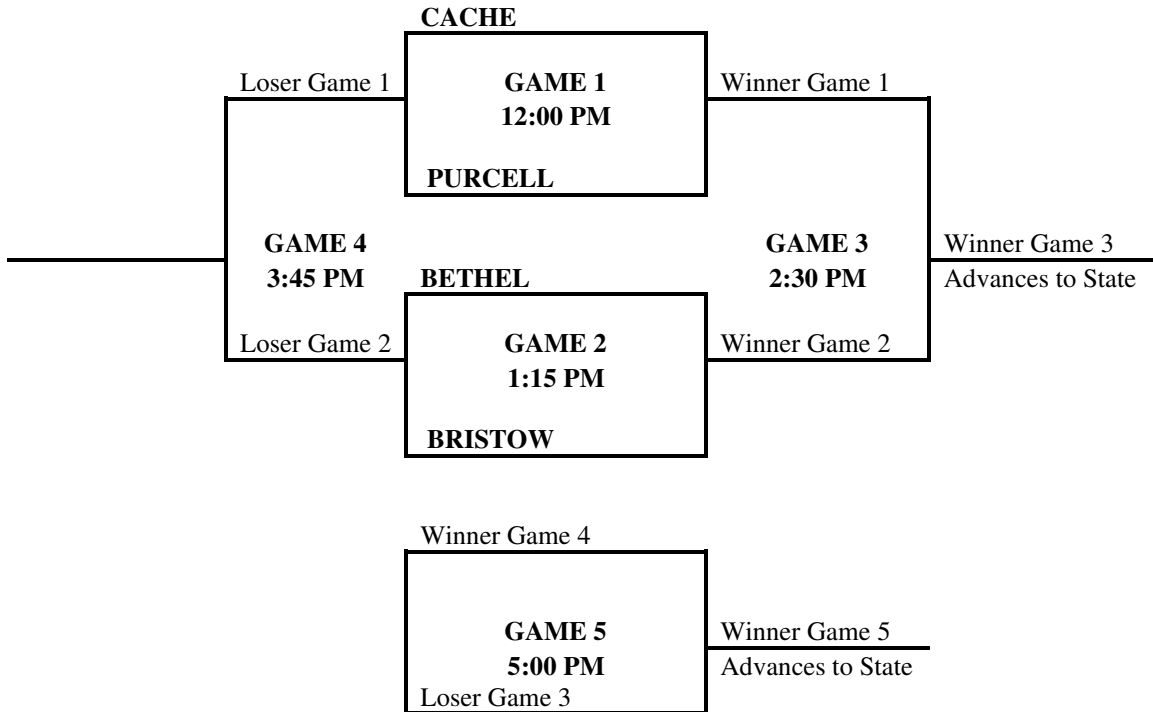 CACHE
Loser Game 1
GAME 1
Winner Game 1
12:00 PM
PURCELL
GAME 4
GAME 3
Winner Game 3
3:45 PM
BETHEL
2:30 PM
Advances to State
Loser Game 2
GAME 2
Winner Game 2
1:15 PM
BRISTOW
Winner Game 4
GAME 5
Winner Game 5
5:00 PM
Advances to State
Loser Game 3